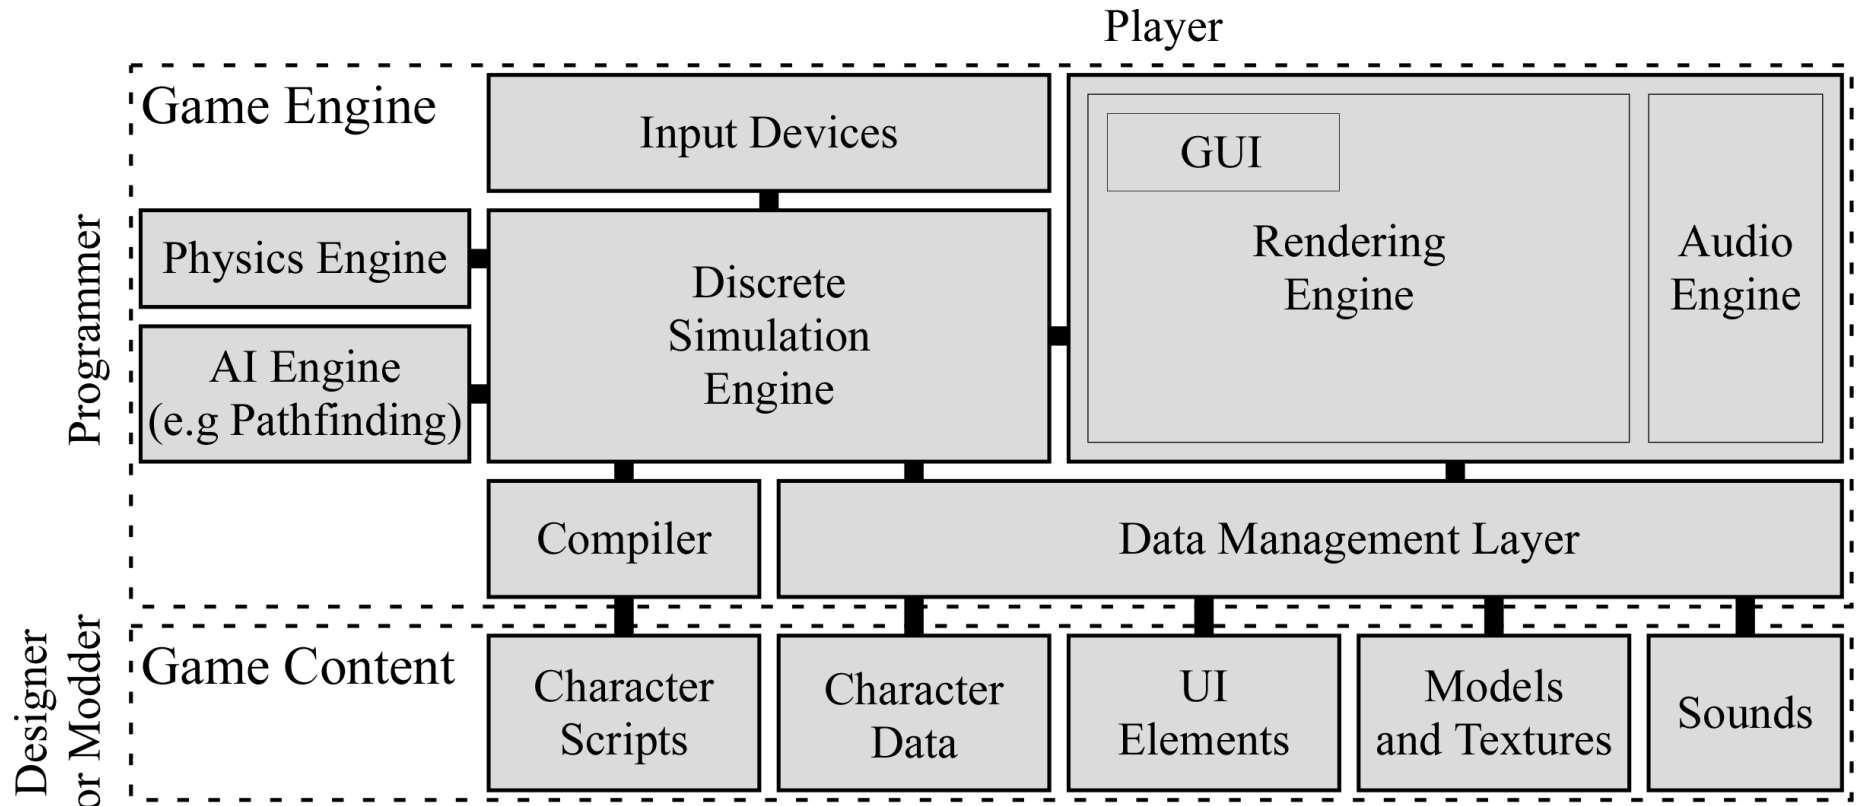 Player
Game Engine
Input Devices
GUI
Rendering
Engine
Audio
Engine
Physics Engine
Discrete
Simulation
Engine
AI Engine
(e.g Pathfinding)
Programmer
Compiler
Data Management Layer
Designer
or Modder
Game Content
Character
Scripts
Character
Data
UI
Elements
Models
and Textures
Sounds